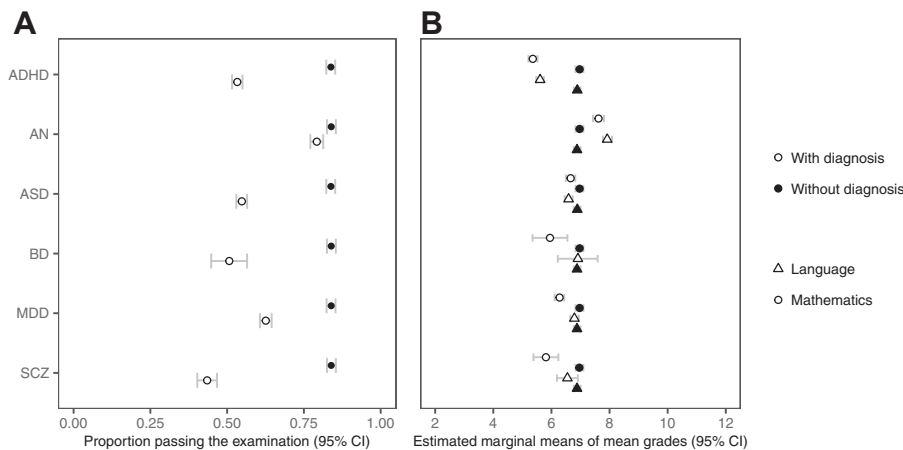 A
B
ADHD
AN
ASD
BD
MDD
SCZ
0.00 0.25 0.50 0.75 1.00
Proportion passing the examination (95% CI)
2 4 6 8 10 12
Estimated marginal means of mean grades (95% CI)
With diagnosis
Without diagnosis
Language
Mathematics